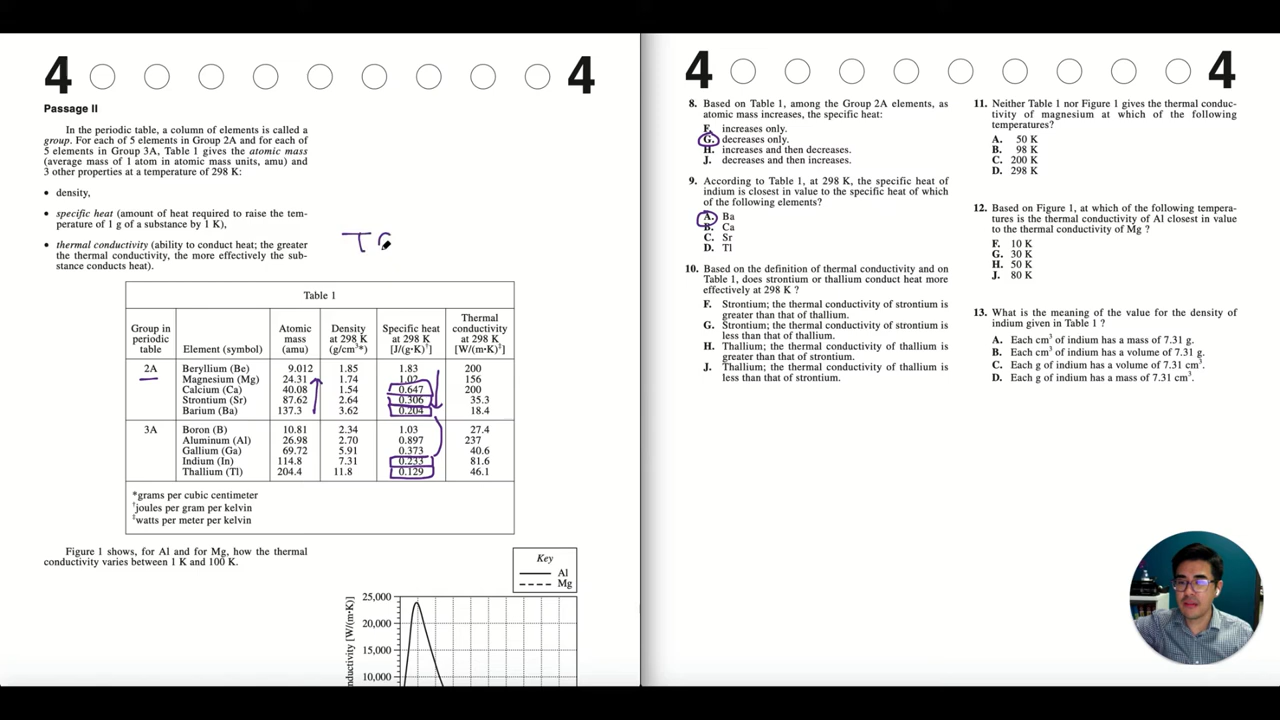 4 4
Passage II
In the periodic table, a column of elements is called a
group. For each of 5 elements in Group 2A and for each of
5 elements in Group 3A, Table 1 gives the atomic mass
(average mass of 1 atom in atomic mass units, amu) and
3 other properties at a temperature of 298 K:
• density,
• specific heat (amount of heat required to raise the tem-
perature of 1 g of a substance by 1 K),
• thermal conductivity (ability to conduct heat; the greater
the thermal conductivity, the more effectively the sub-
stance conducts heat).
T
Table 1
Group in periodic table Element (symbol) Atomic mass (amu) Density at 298 K (g/cm³*) Specific heat at 298 K [J/(g·K)†] Thermal conductivity at 298 K [W/(m·K)‡]
2A Beryllium (Be) 9.012 1.85 1.83 200
Magnesium (Mg) 24.31 1.74 1.02 156
Calcium (Ca) 40.08 1.54 0.647 200
Strontium (Sr) 87.62 2.64 0.306 35.3
Barium (Ba) 137.3 3.62 0.204 18.4
3A Boron (B) 10.81 2.34 1.03 27.4
Aluminum (Al) 26.98 2.70 0.897 237
Gallium (Ga) 69.72 5.91 0.373 40.6
Indium (In) 114.8 7.31 0.233 81.6
Thallium (Tl) 204.4 11.8 0.129 46.1
*grams per cubic centimeter
†joules per gram per kelvin
‡watts per meter per kelvin
Figure 1 shows, for Al and for Mg, how the thermal
conductivity varies between 1 K and 100 K.
Key
Al
Mg
25,000
20,000
15,000
10,000
nductivity [W/(m·K)]
4 4
8. Based on Table 1, among the Group 2A elements, as
atomic mass increases, the specific heat:
F. increases only.
G. decreases only.
H. increases and then decreases.
J. decreases and then increases.
9. According to Table 1, at 298 K, the specific heat of
indium is closest in value to the specific heat of which
of the following elements?
A. Ba
B. Ca
C. Sr
D. Tl
10. Based on the definition of thermal conductivity and on
Table 1, does strontium or thallium conduct heat more
effectively at 298 K ?
F. Strontium; the thermal conductivity of strontium is
greater than that of thallium.
G. Strontium; the thermal conductivity of strontium is
less than that of thallium.
H. Thallium; the thermal conductivity of thallium is
greater than that of strontium.
J. Thallium; the thermal conductivity of thallium is
less than that of strontium.
11. Neither Table 1 nor Figure 1 gives the thermal conduc-
tivity of magnesium at which of the following
temperatures?
A. 50 K
B. 98 K
C. 200 K
D. 298 K
12. Based on Figure 1, at which of the following tempera-
tures is the thermal conductivity of Al closest in value
to the thermal conductivity of Mg ?
F. 10 K
G. 30 K
H. 50 K
J. 80 K
13. What is the meaning of the value for the density of
indium given in Table 1 ?
A. Each cm³ of indium has a mass of 7.31 g.
B. Each cm³ of indium has a volume of 7.31 g.
C. Each g of indium has a volume of 7.31 cm³.
D. Each g of indium has a mass of 7.31 cm³.